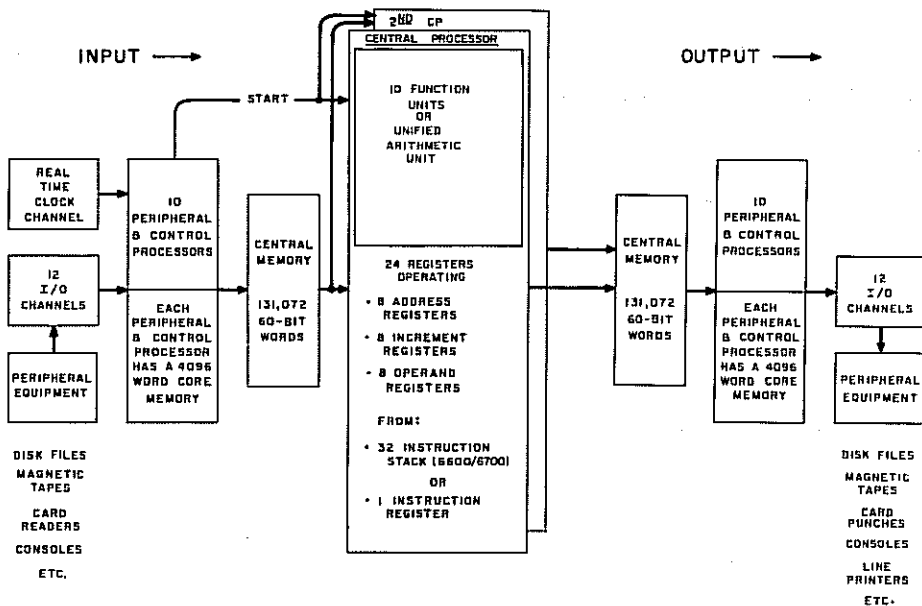 2ND CP
CENTRAL PROCESSOR
INPUT
OUTPUT
START
10 FUNCTION
UNITS
OR
UNIFIED
ARITHMETIC
UNIT
REAL
TIME
CLOCK
CHANNEL
10
PERIPHERAL
& CONTROL
PROCESSORS
12
I/O
CHANNELS
EACH
PERIPHERAL
& CONTROL
PROCESSOR
HAS A 4096
WORD CORE
MEMORY
PERIPHERAL
EQUIPMENT
DISK FILES
MAGNETIC
TAPES
CARD
READERS
CONSOLES
ETC.
CENTRAL
MEMORY
131,072
60-BIT
WORDS
24 REGISTERS
OPERATING
• 8 ADDRESS
REGISTERS
• 8 INCREMENT
REGISTERS
• 8 OPERAND
REGISTERS
FROM:
• 32 INSTRUCTION
STACK (6600/6700)
OR
• 1 INSTRUCTION
REGISTER
CENTRAL
MEMORY
131,072
60-BIT
WORDS
10
PERIPHERAL
& CONTROL
PROCESSORS
EACH
PERIPHERAL
& CONTROL
PROCESSOR
HAS A 4096
WORD CORE
MEMORY
12
I/O
CHANNELS
PERIPHERAL
EQUIPMENT
DISK FILES
MAGNETIC
TAPES
CARD
PUNCHES
CONSOLES
LINE
PRINTERS
ETC.